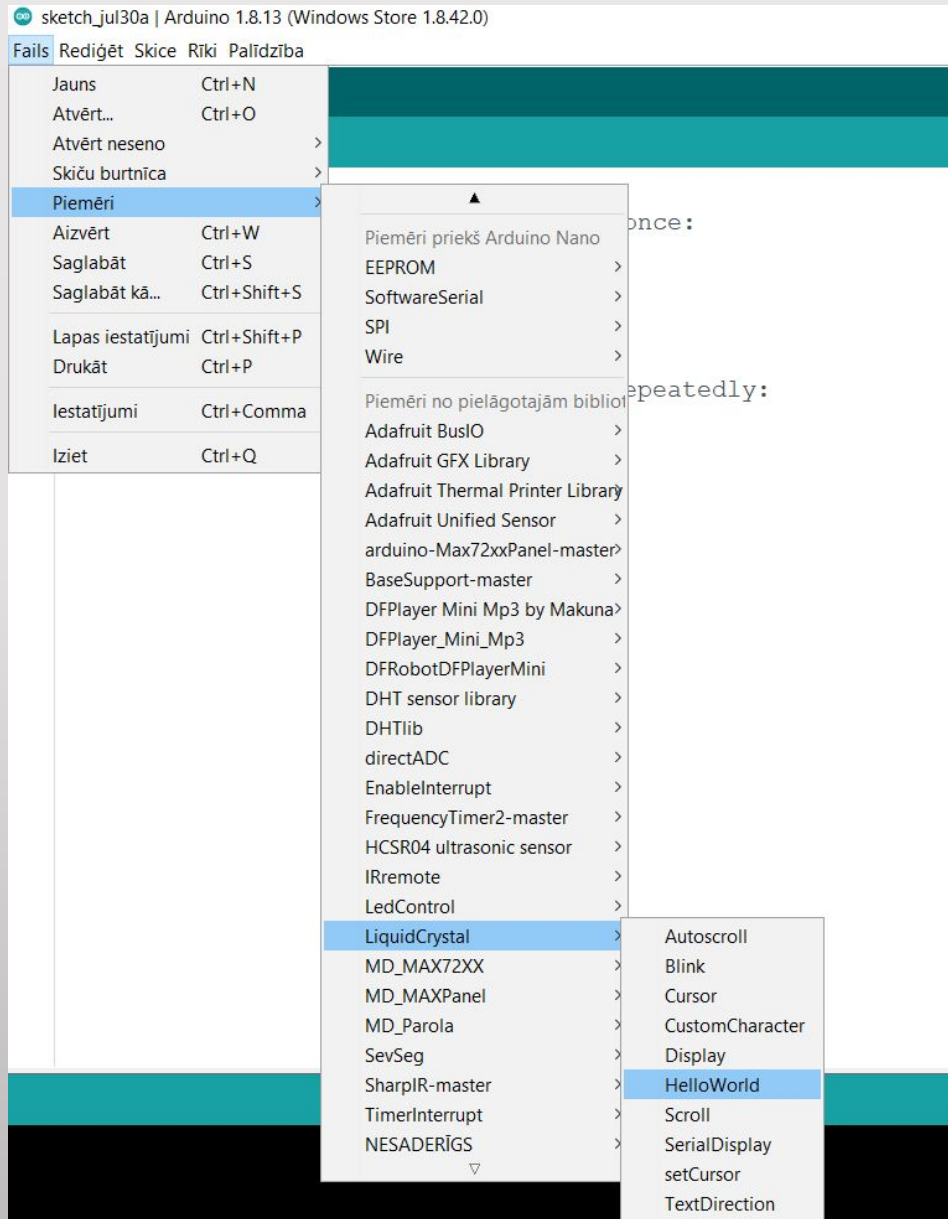 sketch_jul30a | Arduino 1.8.13 (Windows Store 1.8.42.0)
Fails Rediģēt Skice Rīki Palīdzība
Jauns Ctrl+N
Atvērt... Ctrl+O
Atvērt neseno
Skiču burtnīca
Piemēri
Aizvērt Ctrl+W
Saglabāt Ctrl+S
Saglabāt kā... Ctrl+Shift+S
Lapas iestatījumi Ctrl+Shift+P
Drukāt Ctrl+P
Iestatījumi Ctrl+Comma
Iziet Ctrl+Q
Piemēri priekš Arduino Nano
EEPROM
SoftwareSerial
SPI
Wire
Piemēri no pielāgotajām bibliot
Adafruit BusIO
Adafruit GFX Library
Adafruit Thermal Printer Library
Adafruit Unified Sensor
arduino-Max72xxPanel-master
BaseSupport-master
DFPlayer Mini Mp3 by Makuna
DFPlayer_Mini_Mp3
DFRobotDFPlayerMini
DHT sensor library
DHTlib
directADC
EnableInterrupt
FrequencyTimer2-master
HCSR04 ultrasonic sensor
IRremote
LedControl
LiquidCrystal
MD_MAX72XX
MD_MAXPanel
MD_Parola
SevSeg
SharpIR-master
TimerInterrupt
NESADERĪGS
Autoscroll
Blink
Cursor
CustomCharacter
Display
HelloWorld
Scroll
SerialDisplay
setCursor
TextDirection
once:
epeatedly: